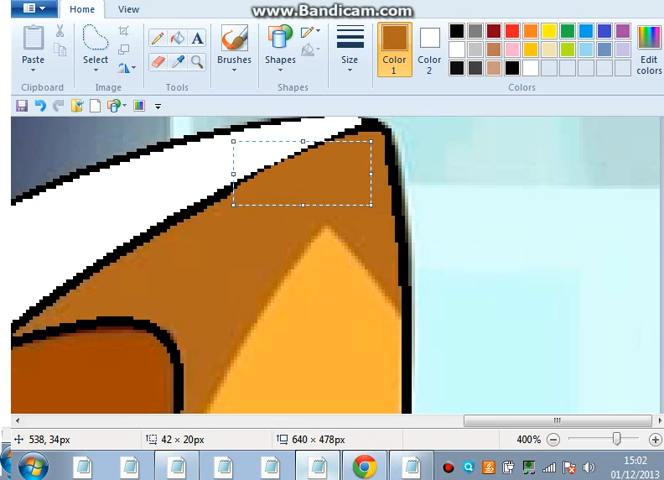 www.Bandicam.com
Home View
Paste Select Brushes Shapes Size Color 1 Color 2 Edit colors
Clipboard Image Tools Shapes Colors
A
538, 34px 42 × 20px 640 × 478px 400%
15:02
01/12/2013